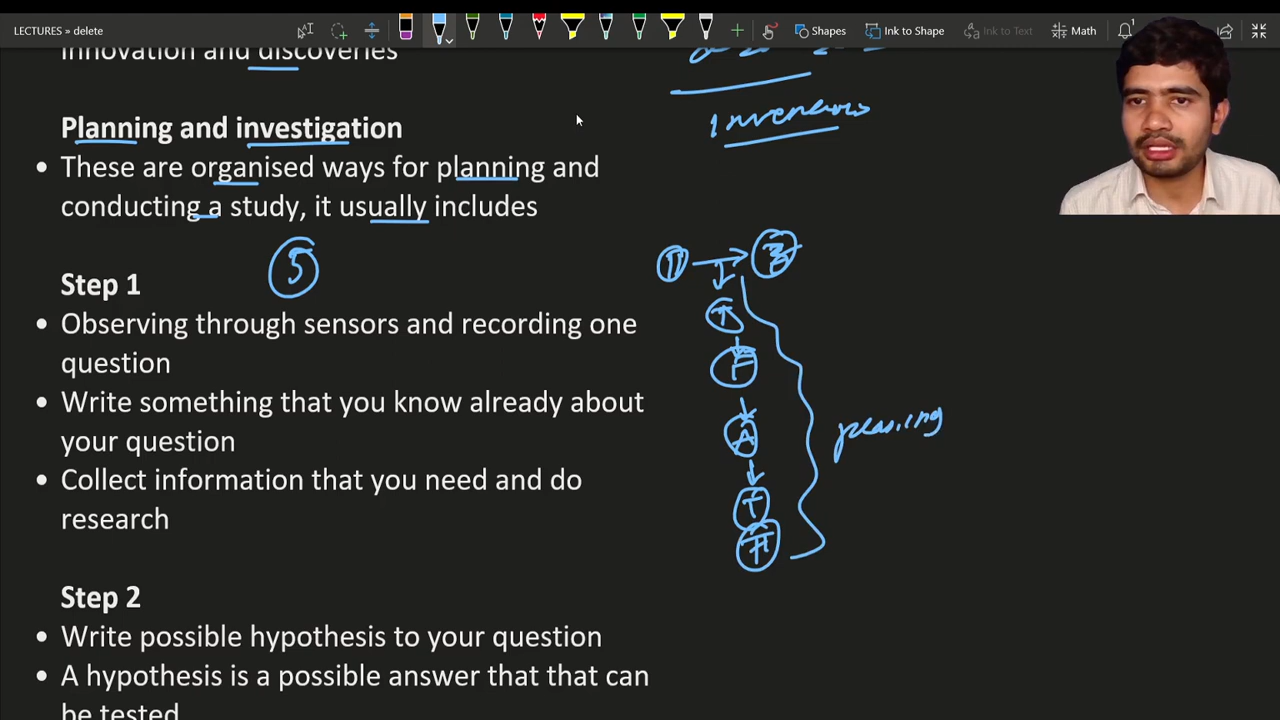 LECTURES » delete
Shapes
Ink to Shape
Ink to Text
Math
1
innovation and discoveries
Planning and investigation
• These are organised ways for planning and
conducting a study, it usually includes
5
Step 1
• Observing through sensors and recording one
question
• Write something that you know already about
your question
• Collect information that you need and do
research
Step 2
• Write possible hypothesis to your question
• A hypothesis is a possible answer that that can
be tested
A